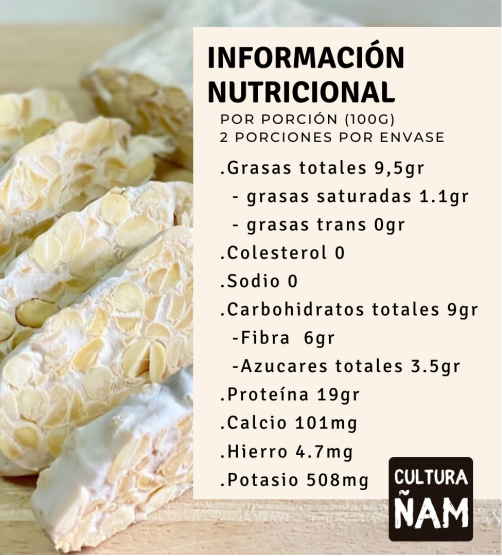 INFORMACIÓN
NUTRICIONAL
POR PORCIÓN (100G)
2 PORCIONES POR ENVASE
.Grasas totales 9,5gr
- grasas saturadas 1.1gr
- grasas trans 0gr
.Colesterol 0
.Sodio 0
.Carbohidratos totales 9gr
-Fibra 6gr
-Azucares totales 3.5gr
.Proteína 19gr
.Calcio 101mg
.Hierro 4.7mg
.Potasio 508mg
CULTURA
ÑAM